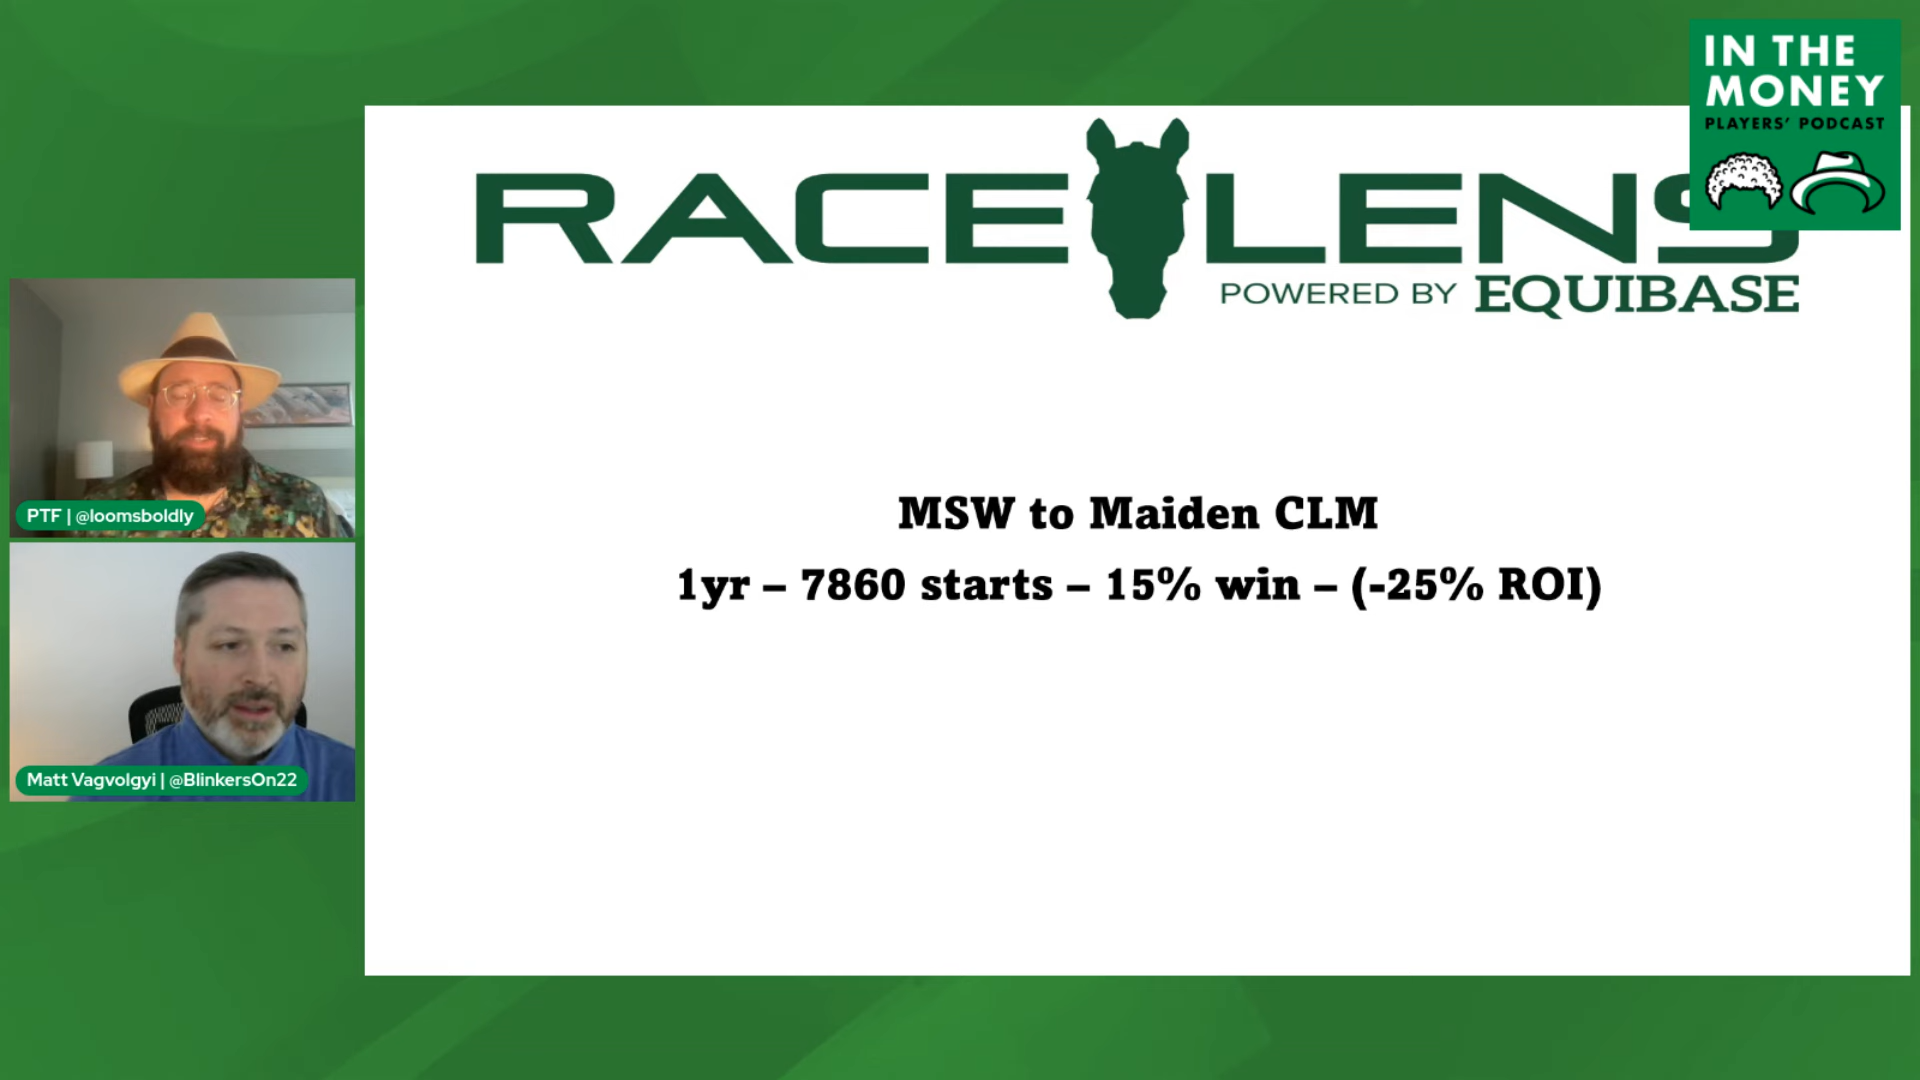 IN THE
MONEY
PLAYERS' PODCAST
RACE LENS
POWERED BY EQUIBASE
MSW to Maiden CLM
1yr – 7860 starts – 15% win – (-25% ROI)
PTF | @loomsboldly
Matt Vagvolgyi | @BlinkersOn22